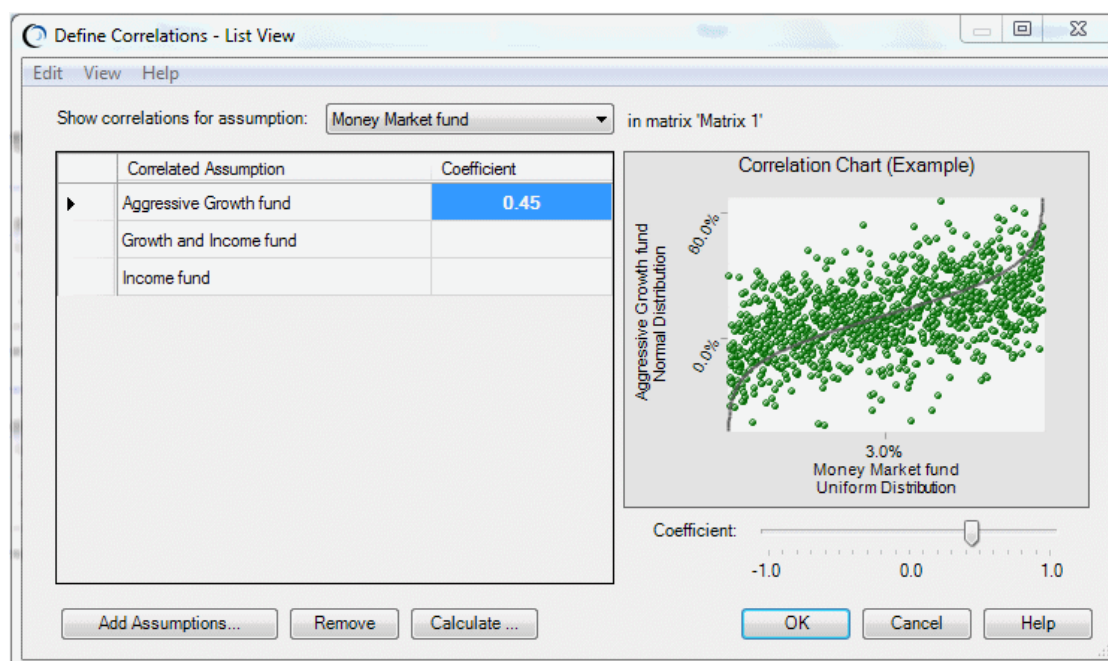 Define Correlations - List View
Edit View Help
Show correlations for assumption: Money Market fund in matrix 'Matrix 1'
Correlated Assumption Coefficient
Aggressive Growth fund 0.45
Growth and Income fund
Income fund
Correlation Chart (Example)
Aggressive Growth fund
Normal Distribution
80.0%
0.0%
3.0%
Money Market fund
Uniform Distribution
Coefficient:
-1.0 0.0 1.0
Add Assumptions... Remove Calculate ... OK Cancel Help